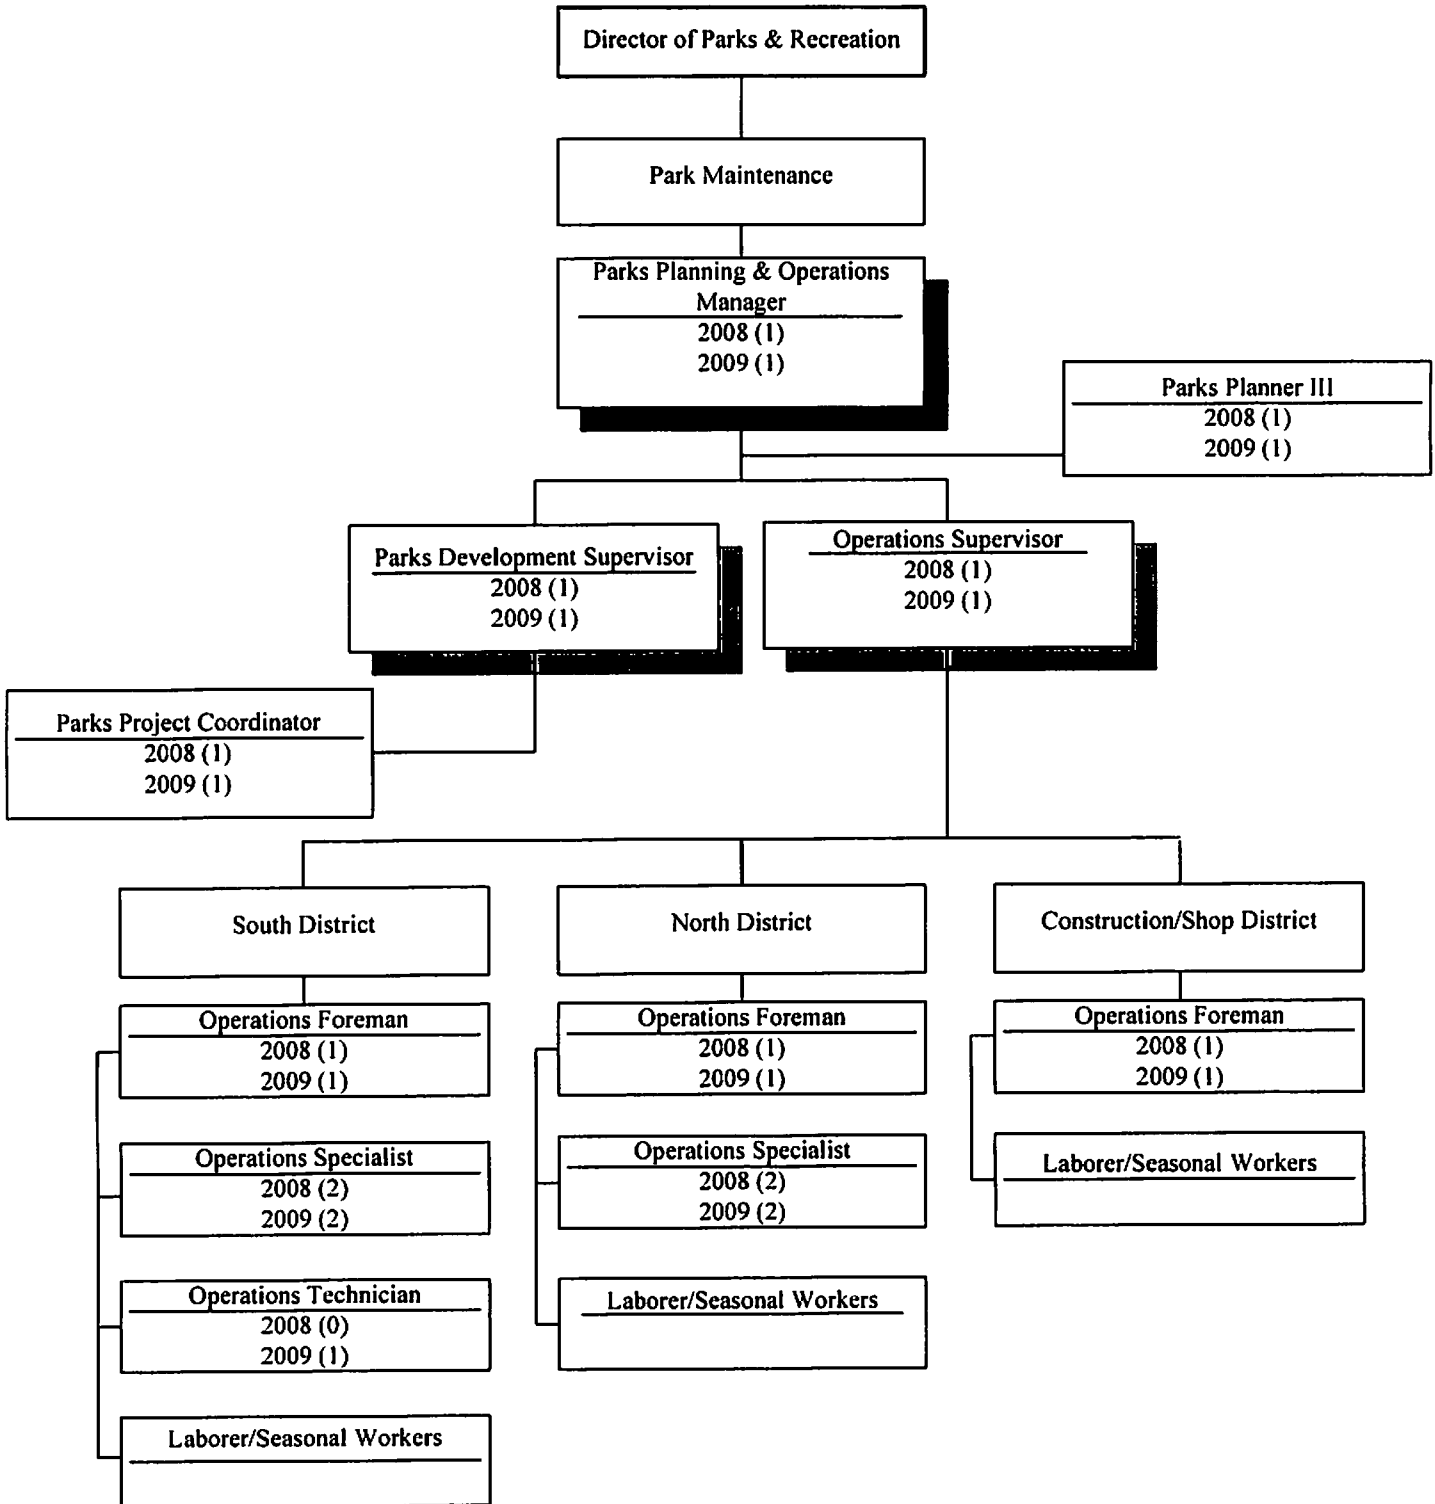 Director of Parks & Recreation
Park Maintenance
Parks Planning & Operations
Manager
2008 (1)
2009 (1)
Parks Planner III
2008 (1)
2009 (1)
Parks Development Supervisor
2008 (1)
2009 (1)
Operations Supervisor
2008 (1)
2009 (1)
Parks Project Coordinator
2008 (1)
2009 (1)
South District
Operations Foreman
2008 (1)
2009 (1)
Operations Specialist
2008 (2)
2009 (2)
Operations Technician
2008 (0)
2009 (1)
Laborer/Seasonal Workers
North District
Operations Foreman
2008 (1)
2009 (1)
Operations Specialist
2008 (2)
2009 (2)
Laborer/Seasonal Workers
Construction/Shop District
Operations Foreman
2008 (1)
2009 (1)
Laborer/Seasonal Workers